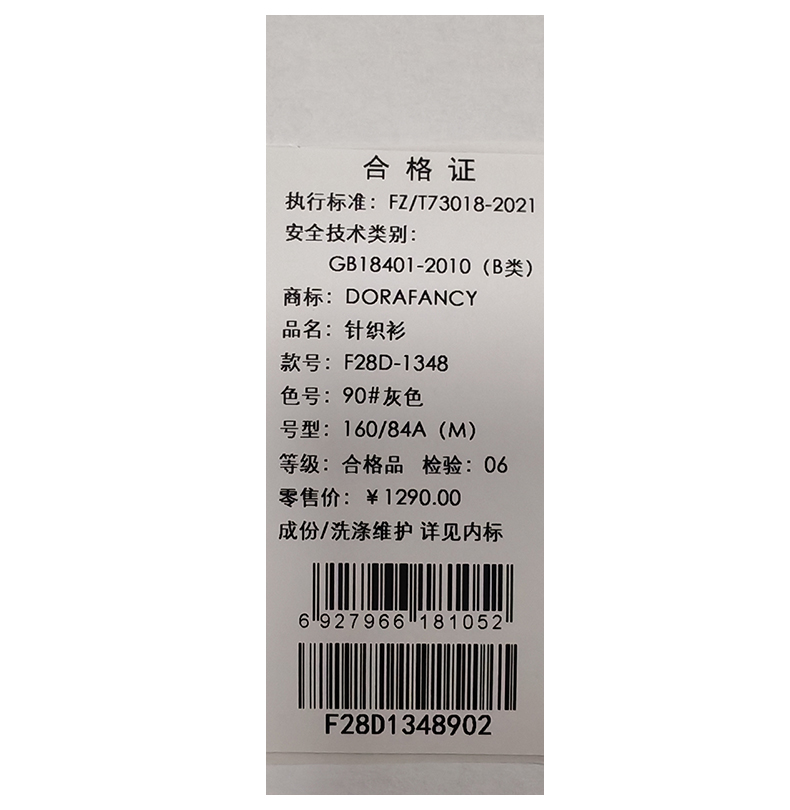 合格证
执行标准：FZ/T73018-2021
安全技术类别：
GB18401-2010（B类）
商标：DORAFANCY
品名：针织衫
款号：F28D-1348
色号：90#灰色
号型：160/84A（M）
等级：合格品 检验：06
零售价：￥1290.00
成份/洗涤维护 详见内标
6 927966 181052
F28D1348902